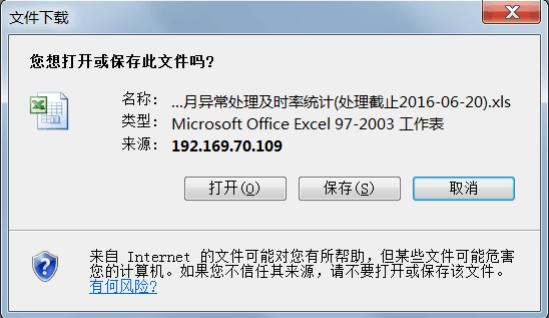 文件下载
您想打开或保存此文件吗?
名称: ...月异常处理及时率统计(处理截止2016-06-20).xls
类型: Microsoft Office Excel 97-2003 工作表
来源: 192.169.70.109
打开(O) 保存(S) 取消
来自 Internet 的文件可能对您有所帮助，但某些文件可能危害
您的计算机。如果您不信任其来源，请不要打开或保存该文件。
有何风险?